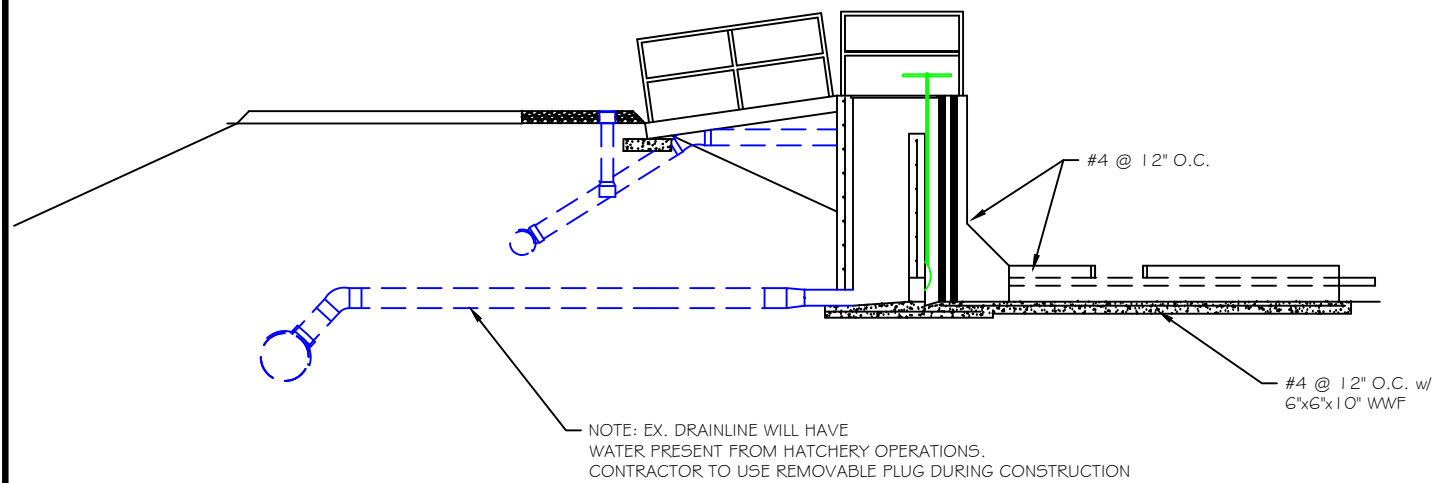 #4 @ 12" O.C.
#4 @ 12" O.C. w/
6"x6"x10" WWF
NOTE: EX. DRAINLINE WILL HAVE
WATER PRESENT FROM HATCHERY OPERATIONS.
CONTRACTOR TO USE REMOVABLE PLUG DURING CONSTRUCTION